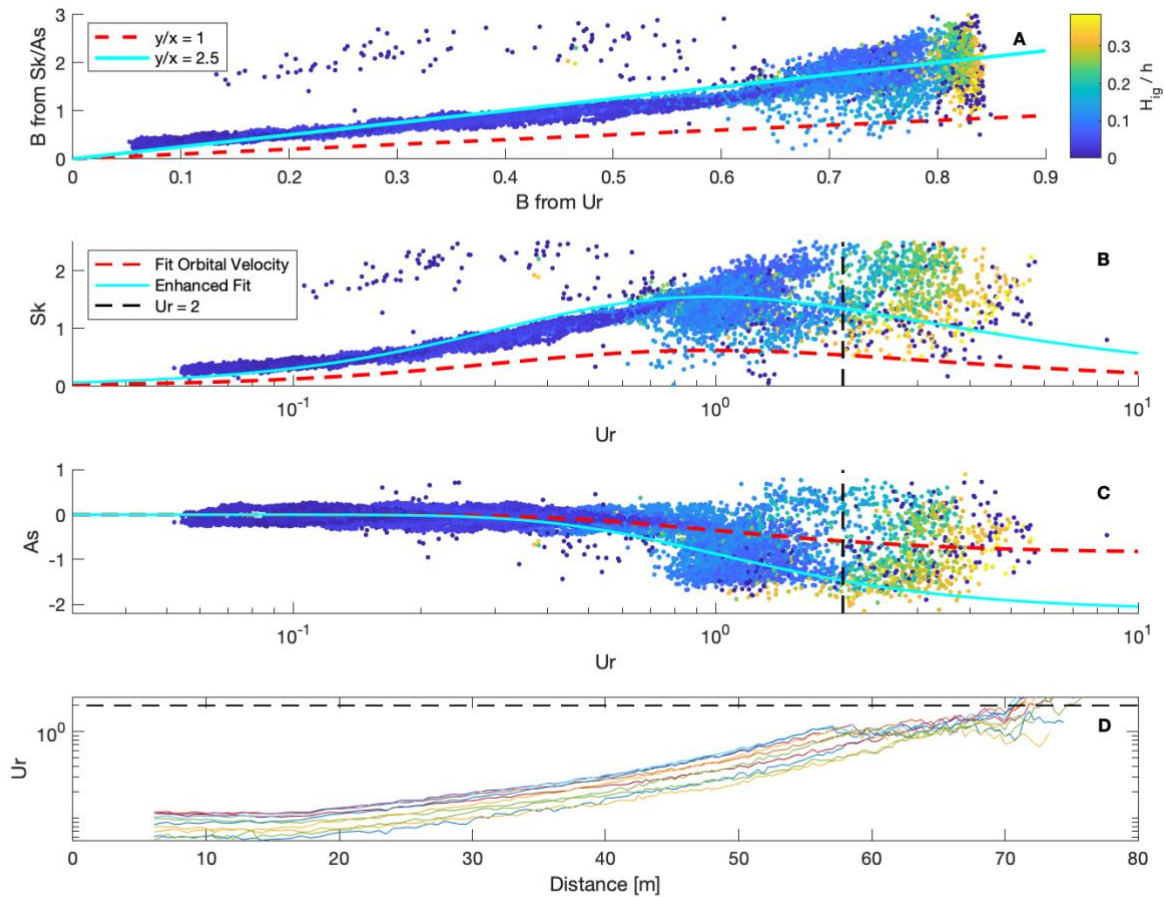 3
2
1
0
B from Sk/As
y/x = 1
y/x = 2.5
A
0 0.1 0.2 0.3 0.4 0.5 0.6 0.7 0.8 0.9
B from Ur
0.3
0.2
0.1
0
H_ig / h
2
1
0
Sk
Fit Orbital Velocity
Enhanced Fit
Ur = 2
B
10^-1 10^0 10^1
Ur
1
0
-1
-2
As
C
10^-1 10^0 10^1
Ur
10^0
Ur
D
0 10 20 30 40 50 60 70 80
Distance [m]